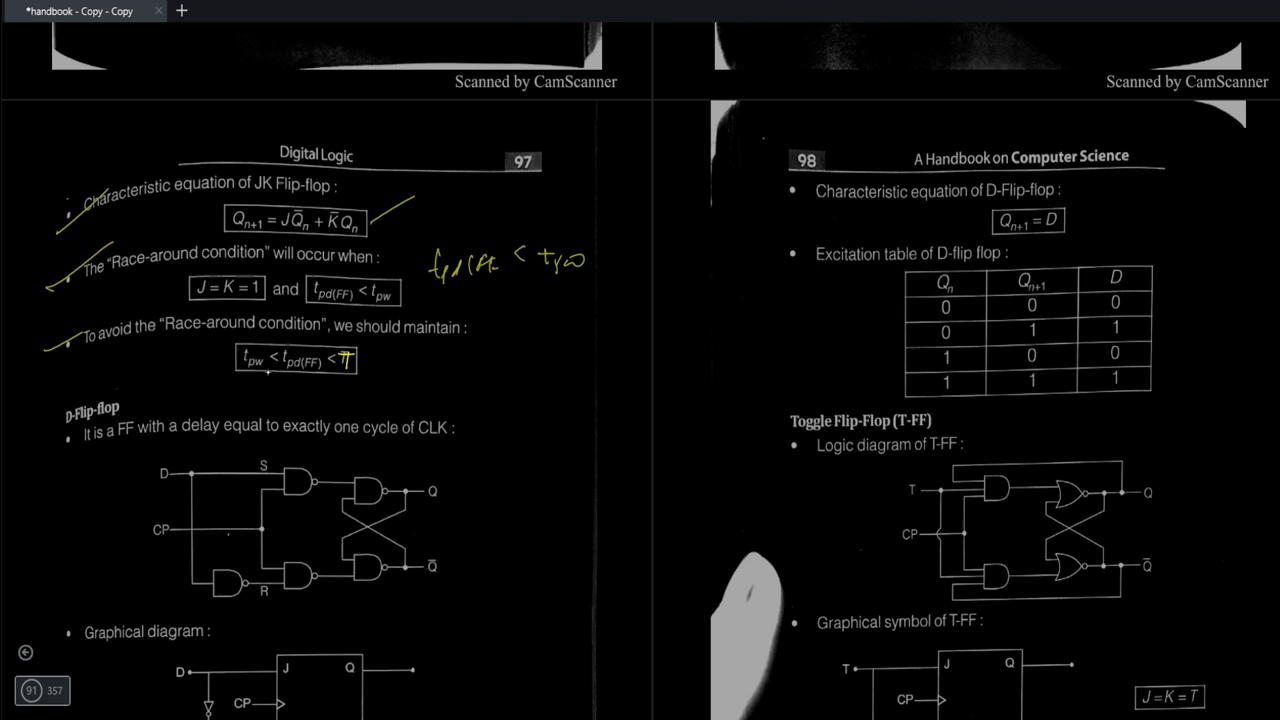 *handbook - Copy - Copy
Scanned by CamScanner
Scanned by CamScanner
Digital Logic 97
• Characteristic equation of JK Flip-flop :
Qn+1 = JQ̄n + K̄Qn
• The "Race-around condition" will occur when :
J = K = 1 and tpd(FF) < tpw
• To avoid the "Race-around condition", we should maintain :
tpw < tpd(FF) < T
D-Flip-flop
• It is a FF with a delay equal to exactly one cycle of CLK :
D S Q
CP
R Q̄
• Graphical diagram :
D J Q
CP
91 357
98 A Handbook on Computer Science
• Characteristic equation of D-Flip-flop :
Qn+1 = D
• Excitation table of D-flip flop :
Qn Qn+1 D
0 0 0
0 1 1
1 0 0
1 1 1
Toggle Flip-Flop (T-FF)
• Logic diagram of T-FF :
T Q
CP
Q̄
• Graphical symbol of T-FF :
T J Q
CP
J = K = T